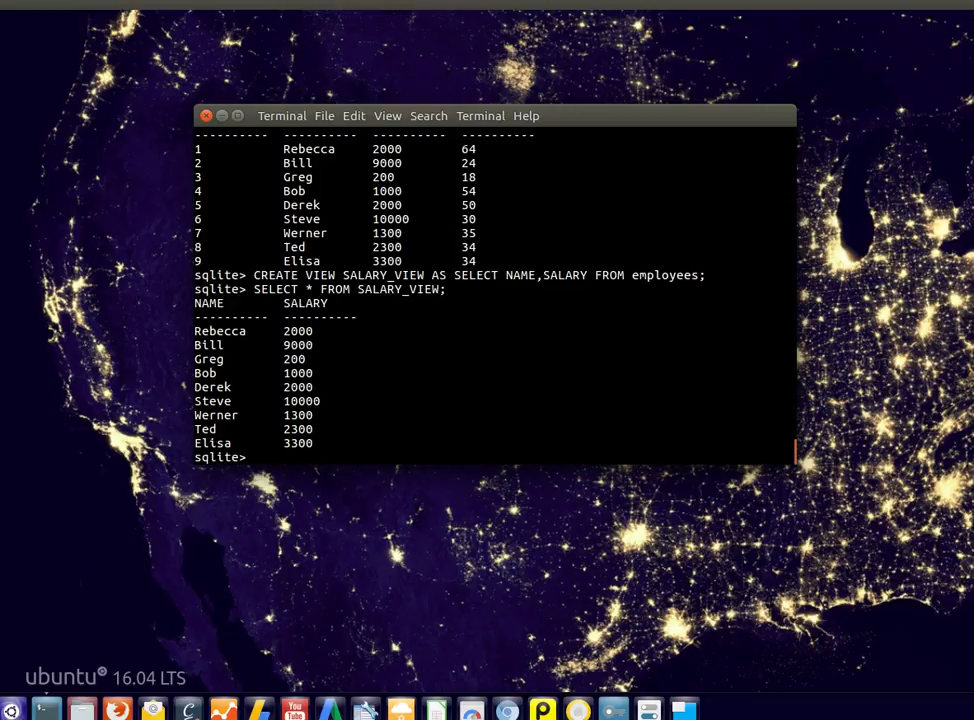 Terminal File Edit View Search Terminal Help
---------- ---------- ---------- ----------
1 Rebecca 2000 64
2 Bill 9000 24
3 Greg 200 18
4 Bob 1000 54
5 Derek 2000 50
6 Steve 10000 30
7 Werner 1300 35
8 Ted 2300 34
9 Elisa 3300 34
sqlite> CREATE VIEW SALARY_VIEW AS SELECT NAME,SALARY FROM employees;
sqlite> SELECT * FROM SALARY_VIEW;
NAME SALARY
---------- ----------
Rebecca 2000
Bill 9000
Greg 200
Bob 1000
Derek 2000
Steve 10000
Werner 1300
Ted 2300
Elisa 3300
sqlite>
ubuntu® 16.04 LTS
You
Tube